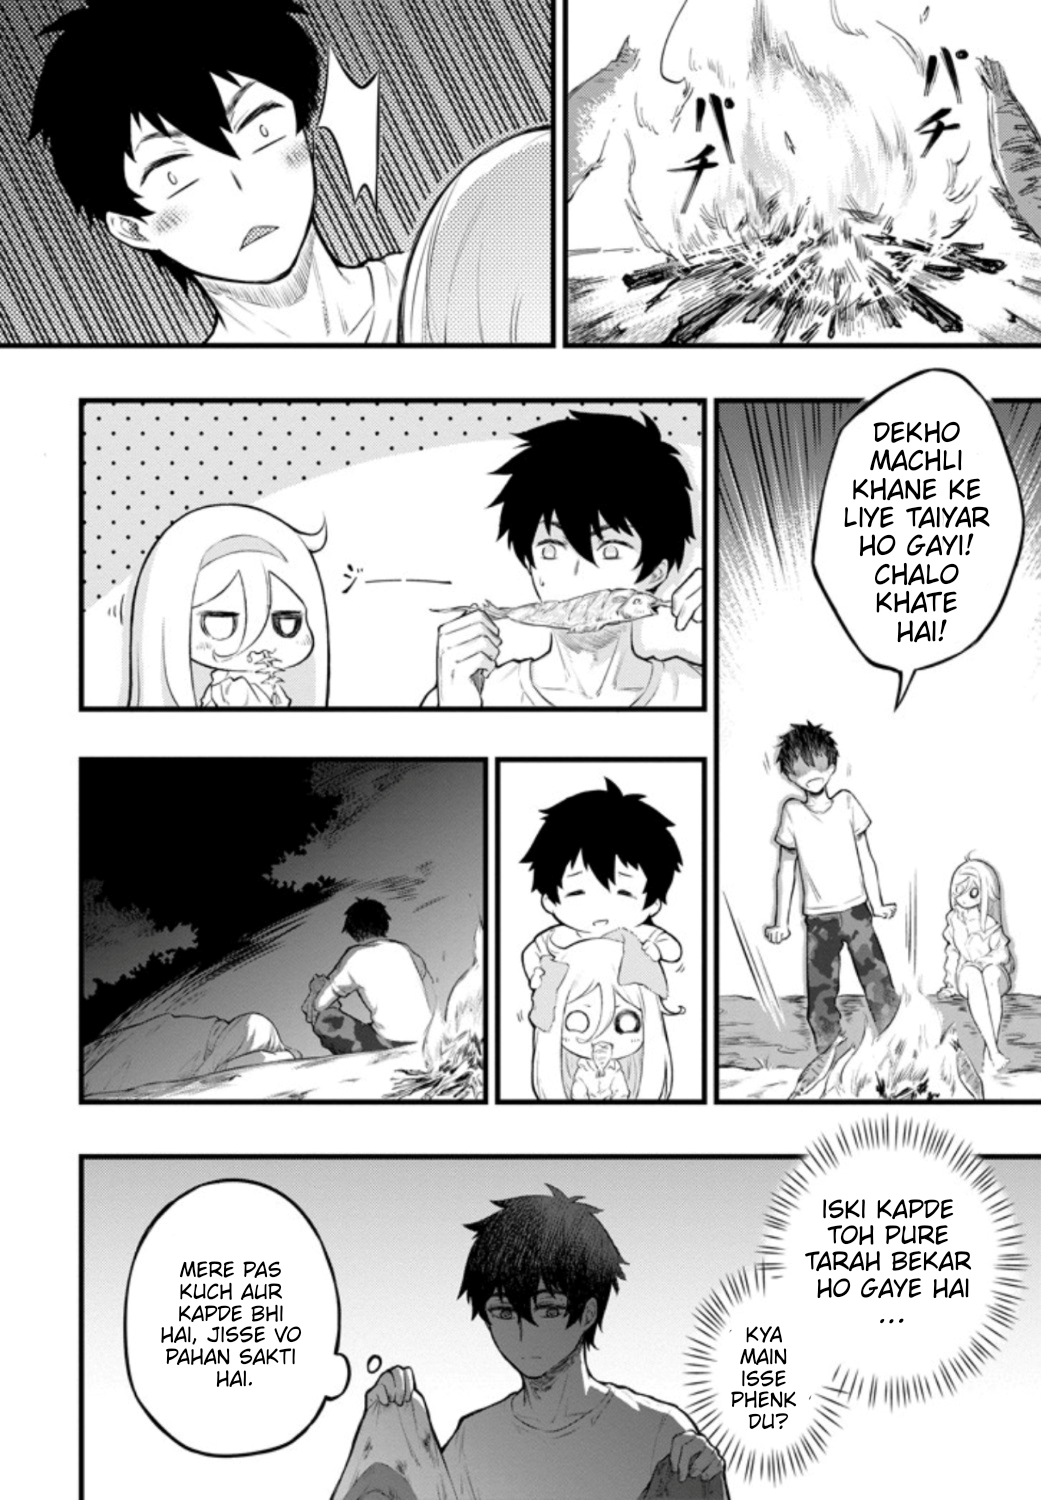 パチ
パチ
DEKHO
MACHLI
KHANE KE
LIYE TAIYAR
HO GAYI!
CHALO
KHATE
HAI!
ジーーー
ISKI KAPDE
TOH PURE
TARAH BEKAR
HO GAYE HAI
...
KYA
MAIN
ISSE
PHENK
DU?
MERE PAS
KUCH AUR
KAPDE BHI
HAI, JISSE VO
PAHAN SAKTI
HAI.